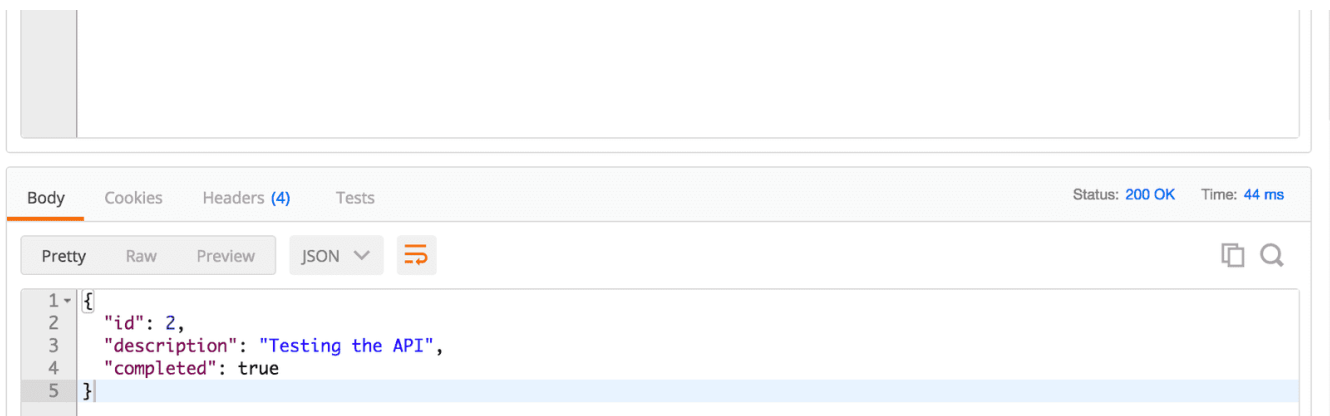 Body Cookies Headers (4) Tests Status: 200 OK Time: 44 ms
Pretty Raw Preview JSON
1 {
2 "id": 2,
3 "description": "Testing the API",
4 "completed": true
5 }